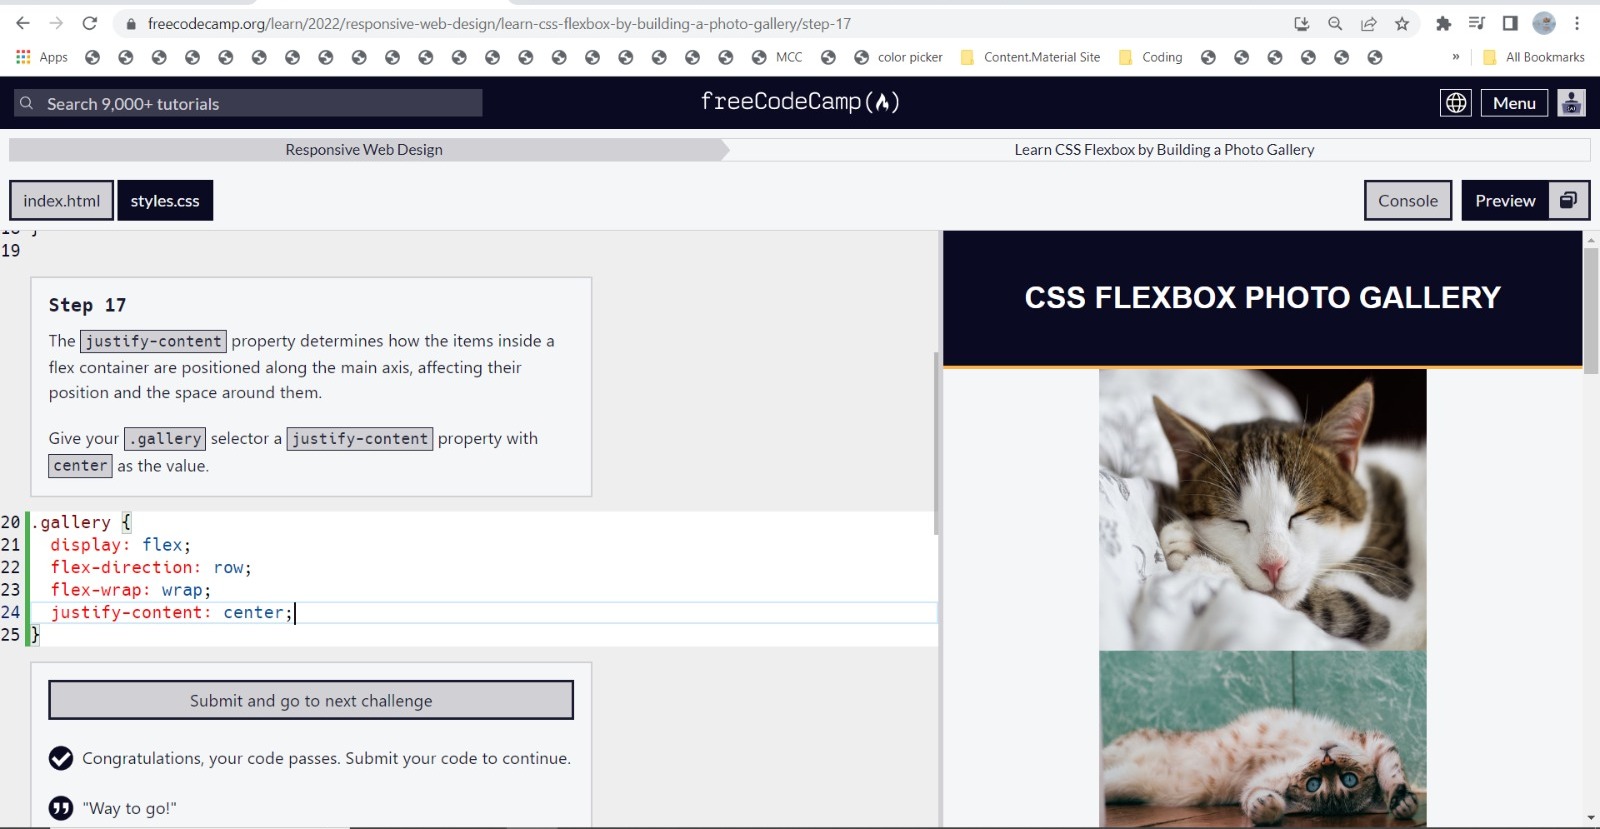 freecodecamp.org/learn/2022/responsive-web-design/learn-css-flexbox-by-building-a-photo-gallery/step-17
Apps MCC color picker Content.Material Site Coding » All Bookmarks
Search 9,000+ tutorials freeCodeCamp Menu
Responsive Web Design Learn CSS Flexbox by Building a Photo Gallery
index.html styles.css Console Preview
19
Step 17
The justify-content property determines how the items inside a
flex container are positioned along the main axis, affecting their
position and the space around them.
Give your .gallery selector a justify-content property with
center as the value.
20 .gallery {
21 display: flex;
22 flex-direction: row;
23 flex-wrap: wrap;
24 justify-content: center;
25 }
Submit and go to next challenge
Congratulations, your code passes. Submit your code to continue.
"Way to go!"
CSS FLEXBOX PHOTO GALLERY